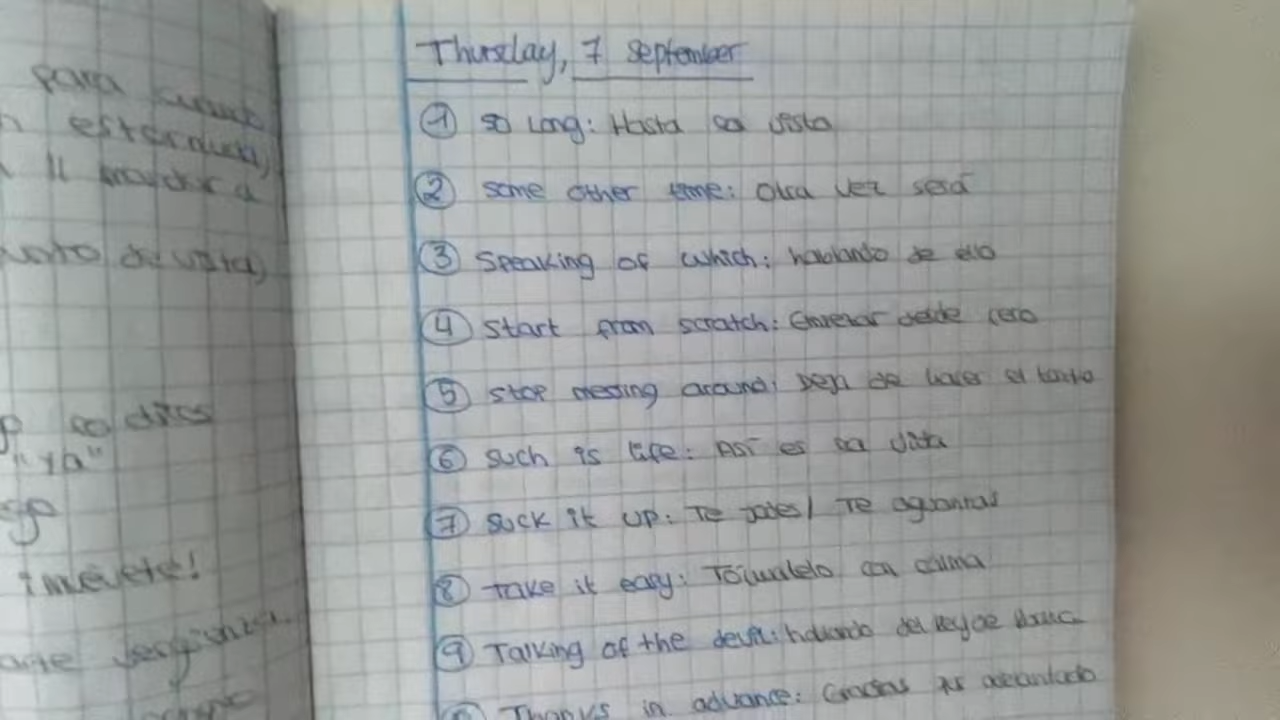 para
esternuda,
punto de vista,
so dices
"ya"
¡muévete!
Thursday, 7 September
1 so long: Hasta la vista
2 some other time: Otra vez será
3 Speaking of which: hablando de ello
4 Start from scratch: Empezar desde cero
5 Stop messing around: Deja de hacer el tonto
6 Such is life: Así es la vida
7 Suck it up: Te jodes/ Te aguantas
8 Take it easy: Tómatelo con calma
9 Talking of the devil: hablando del rey de Roma
Thanks in advance: Gracias por adelantado